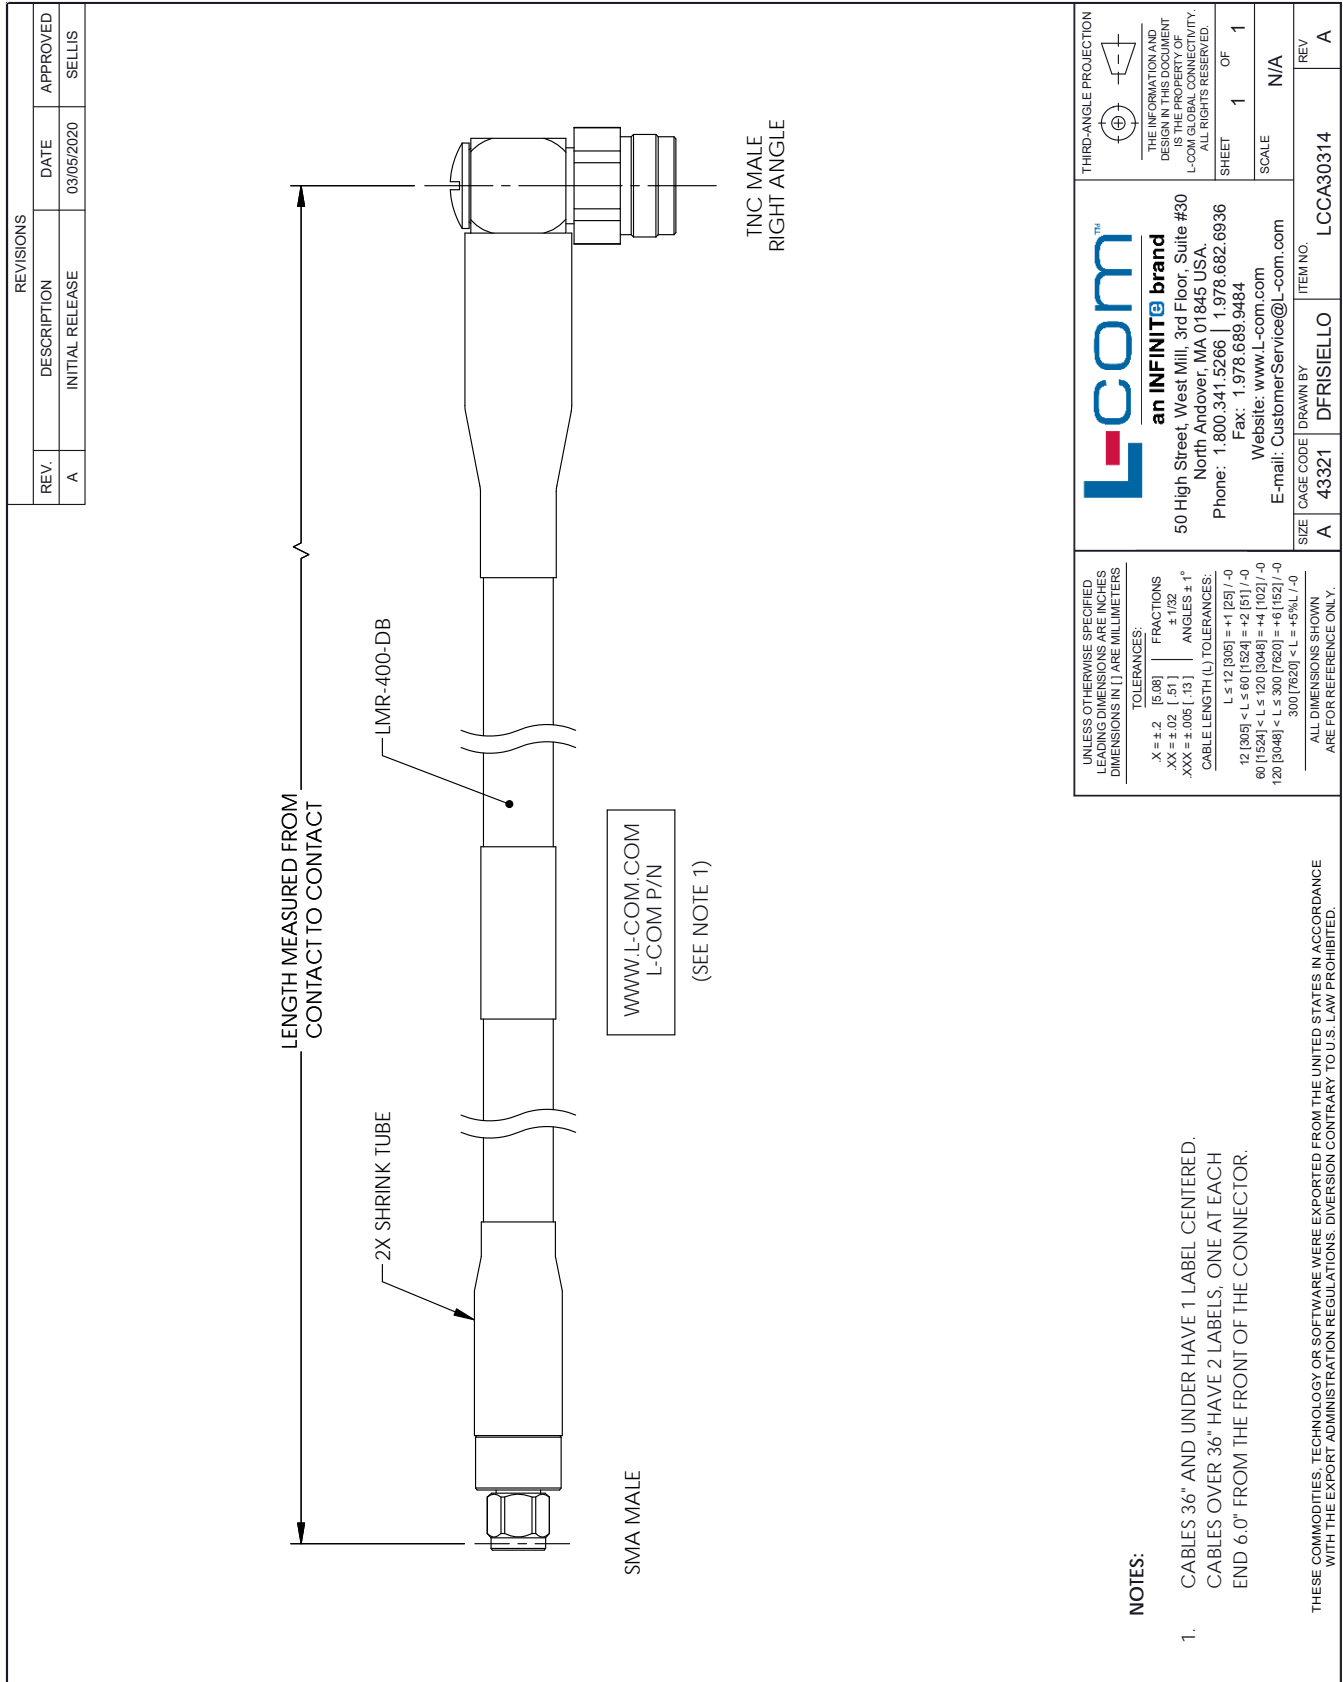 REVISIONS
REV. DESCRIPTION DATE APPROVED
A INITIAL RELEASE 03/05/2020 SELLIS
LENGTH MEASURED FROM
CONTACT TO CONTACT
2X SHRINK TUBE
LMR-400-DB
SMA MALE
WWW.L-COM.COM
L-COM P/N
(SEE NOTE 1)
TNC MALE
RIGHT ANGLE
NOTES:
1. CABLES 36" AND UNDER HAVE 1 LABEL CENTERED.
CABLES OVER 36" HAVE 2 LABELS, ONE AT EACH
END 6.0" FROM THE FRONT OF THE CONNECTOR.
THESE COMMODITIES, TECHNOLOGY OR SOFTWARE WERE EXPORTED FROM THE UNITED STATES IN ACCORDANCE
WITH THE EXPORT ADMINISTRATION REGULATIONS. DIVERSION CONTRARY TO U.S. LAW PROHIBITED.
UNLESS OTHERWISE SPECIFIED
LEADING DIMENSIONS ARE INCHES
DIMENSIONS IN [ ] ARE MILLIMETERS
TOLERANCES:
.X = ±.2 [5.08] FRACTIONS
.XX = ±.02 [ .51 ] ± 1/32
.XXX = ±.005 [ .13 ] ANGLES ± 1°
CABLE LENGTH (L) TOLERANCES:
L ≤ 12 [305] = +1 [25] / -0
12 [305] < L ≤ 60 [1524] = +2 [51] / -0
60 [1524] < L ≤ 120 [3048] = +4 [102] / -0
120 [3048] < L ≤ 300 [7620] = +6 [152] / -0
300 [7620] < L = +5%L / -0
ALL DIMENSIONS SHOWN
ARE FOR REFERENCE ONLY.
L-com™
an INFINITe brand
50 High Street, West Mill, 3rd Floor, Suite #30
North Andover, MA 01845 USA.
Phone: 1.800.341.5266 | 1.978.682.6936
Fax: 1.978.689.9484
Website: www.L-com.com
E-mail: CustomerService@L-com.com
THIRD-ANGLE PROJECTION
THE INFORMATION AND
DESIGN IN THIS DOCUMENT
IS THE PROPERTY OF
L-COM GLOBAL CONNECTIVITY.
ALL RIGHTS RESERVED.
SHEET 1 OF 1
SCALE N/A
SIZE A
CAGE CODE 43321
DRAWN BY DFRISIELLO
ITEM NO. LCCA30314
REV A